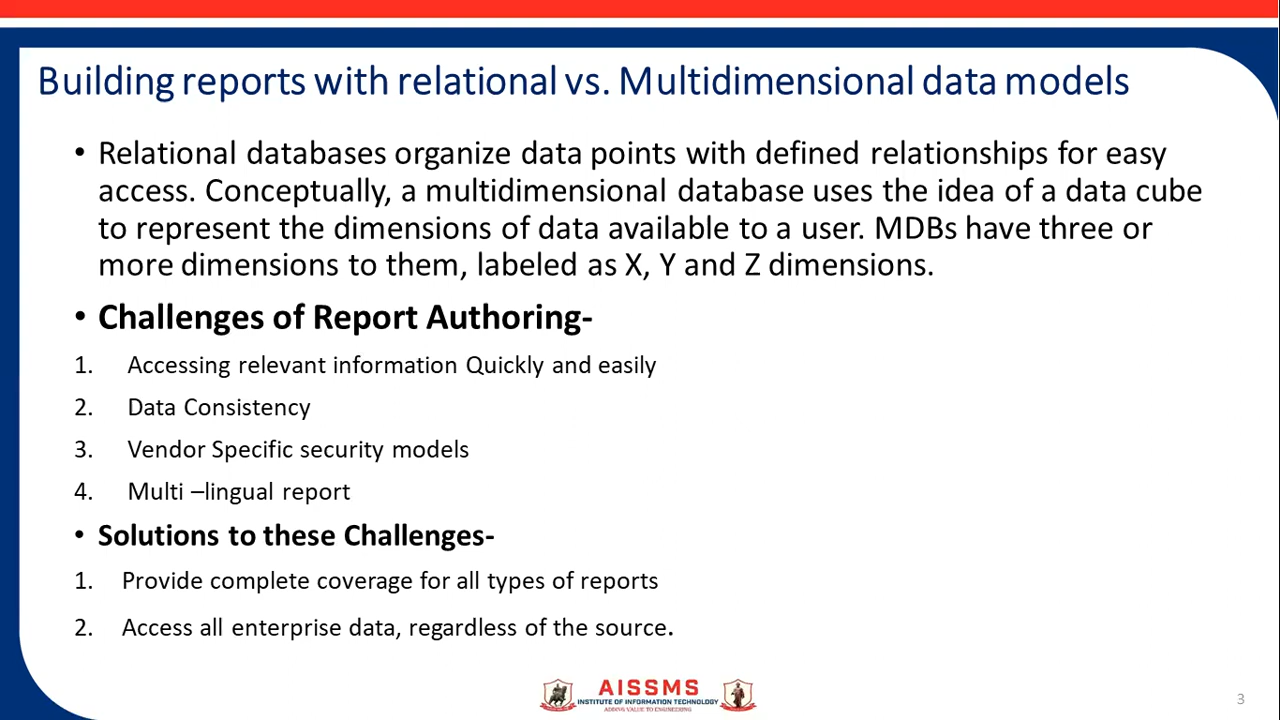 Building reports with relational vs. Multidimensional data models
• Relational databases organize data points with defined relationships for easy
access. Conceptually, a multidimensional database uses the idea of a data cube
to represent the dimensions of data available to a user. MDBs have three or
more dimensions to them, labeled as X, Y and Z dimensions.
• Challenges of Report Authoring-
1. Accessing relevant information Quickly and easily
2. Data Consistency
3. Vendor Specific security models
4. Multi –lingual report
• Solutions to these Challenges-
1. Provide complete coverage for all types of reports
2. Access all enterprise data, regardless of the source.
AISSMS
INSTITUTE OF INFORMATION TECHNOLOGY
ADDING VALUE TO ENGINEERING
3